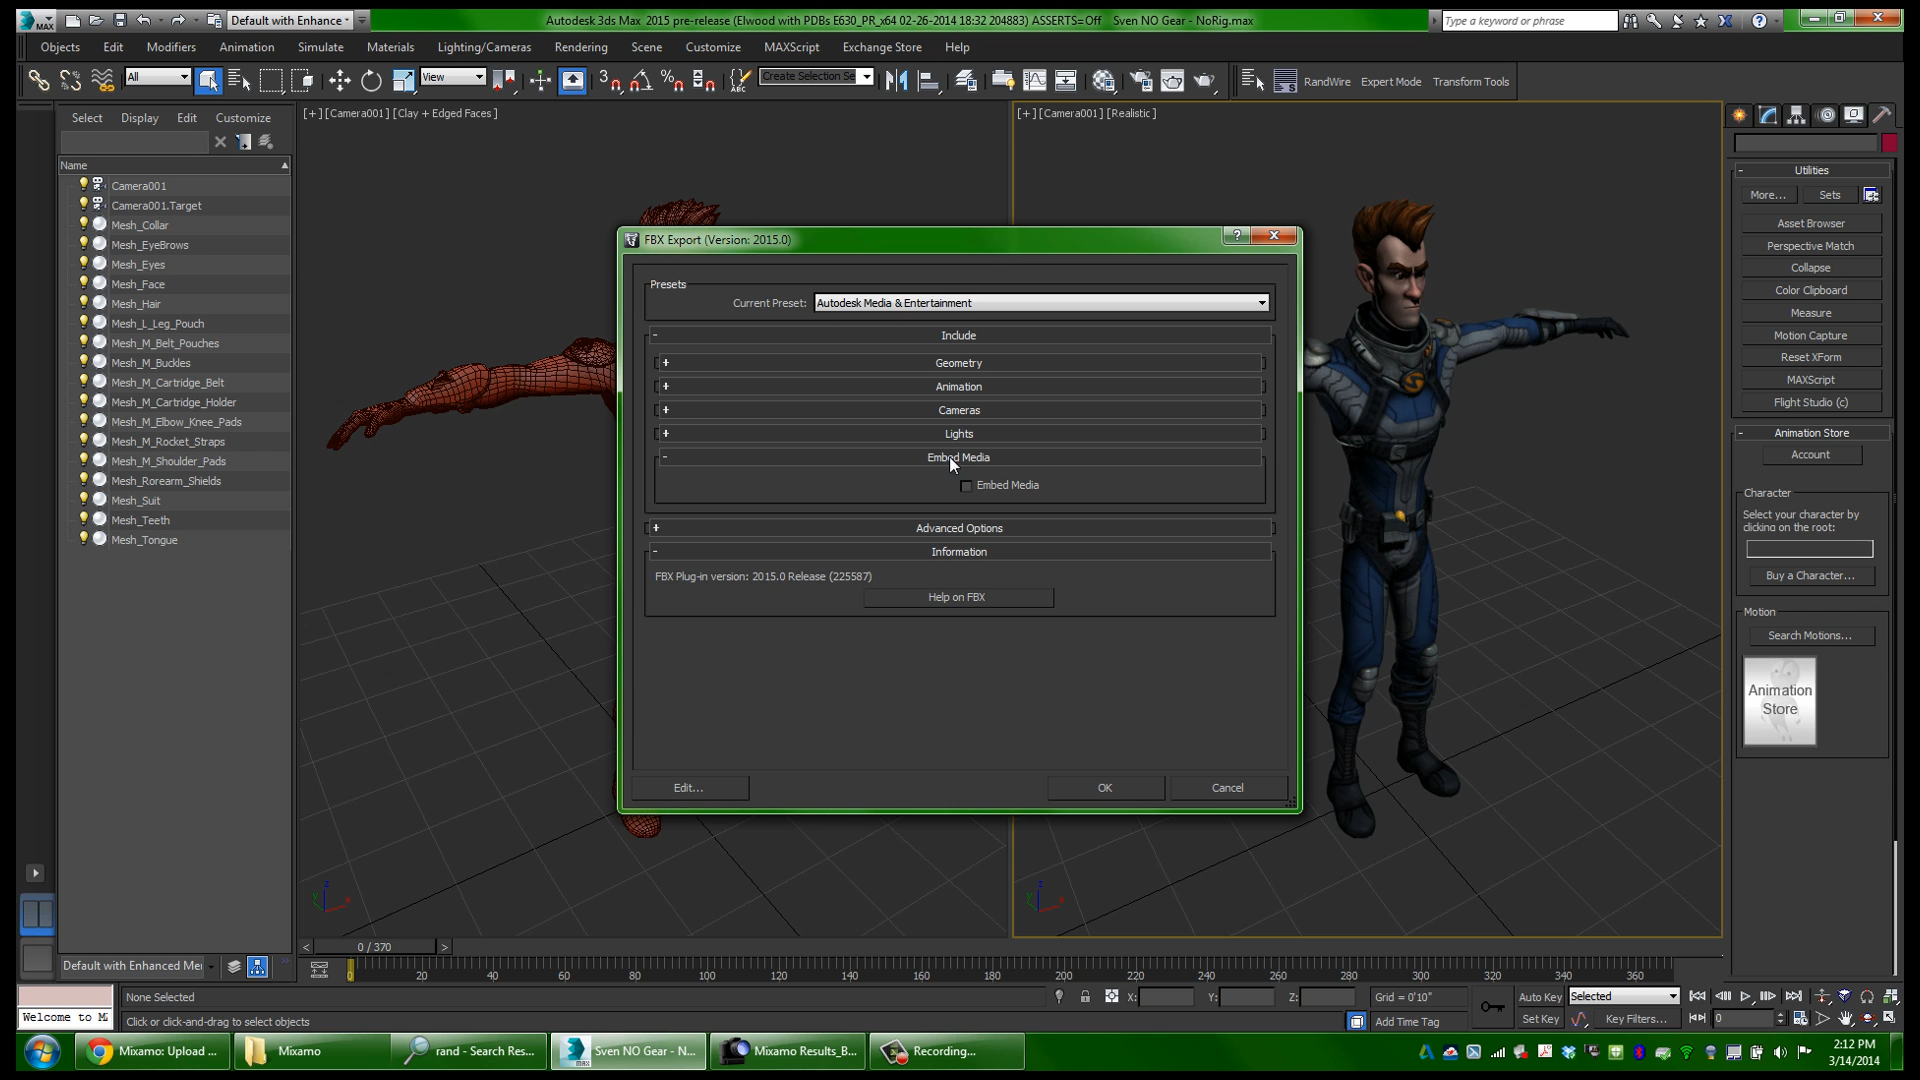 Default with Enhance
Autodesk 3ds Max 2015 pre-release (Elwood with PDBs E630_PR_x64 02-26-2014 18:32 204883) ASSERTS=Off Sven NO Gear - NoRig.max
Type a keyword or phrase
MAX
Objects Edit Modifiers Animation Simulate Materials Lighting/Cameras Rendering Scene Customize MAXScript Exchange Store Help
All
View
Create Selection Se
RandWire Expert Mode Transform Tools
Select Display Edit Customize
[+] [Camera001] [Clay + Edged Faces]
[+] [Camera001] [Realistic]
Name
Camera001
Camera001.Target
Mesh_Collar
Mesh_EyeBrows
Mesh_Eyes
Mesh_Face
Mesh_Hair
Mesh_L_Leg_Pouch
Mesh_M_Belt_Pouches
Mesh_M_Buckles
Mesh_M_Cartridge_Belt
Mesh_M_Cartridge_Holder
Mesh_M_Elbow_Knee_Pads
Mesh_M_Rocket_Straps
Mesh_M_Shoulder_Pads
Mesh_Rorearm_Shields
Mesh_Suit
Mesh_Teeth
Mesh_Tongue
FBX Export (Version: 2015.0)
Presets
Current Preset: Autodesk Media & Entertainment
- Include
+ Geometry
+ Animation
+ Cameras
+ Lights
- Embed Media
Embed Media
+ Advanced Options
- Information
FBX Plug-in version: 2015.0 Release (225587)
Help on FBX
Edit...
OK
Cancel
- Utilities
More... Sets
Asset Browser
Perspective Match
Collapse
Color Clipboard
Measure
Motion Capture
Reset XForm
MAXScript
Flight Studio (c)
- Animation Store
Account
Character
Select your character by
clicking on the root:
Buy a Character...
Motion
Search Motions...
Animation
Store
z y x
z y x
< 0 / 370 >
Default with Enhanced Me
0 20 40 60 80 100 120 140 160 180 200 220 240 260 280 300 320 340 360
None Selected
X: Y: Z: Grid = 0'10"
Auto Key Selected
Welcome to M
Click or click-and-drag to select objects
Add Time Tag
Set Key Key Filters... 0
Mixamo: Upload ...
Mixamo
rand - Search Res...
Sven NO Gear - N...
Mixamo Results_B...
Recording...
2:12 PM
3/14/2014